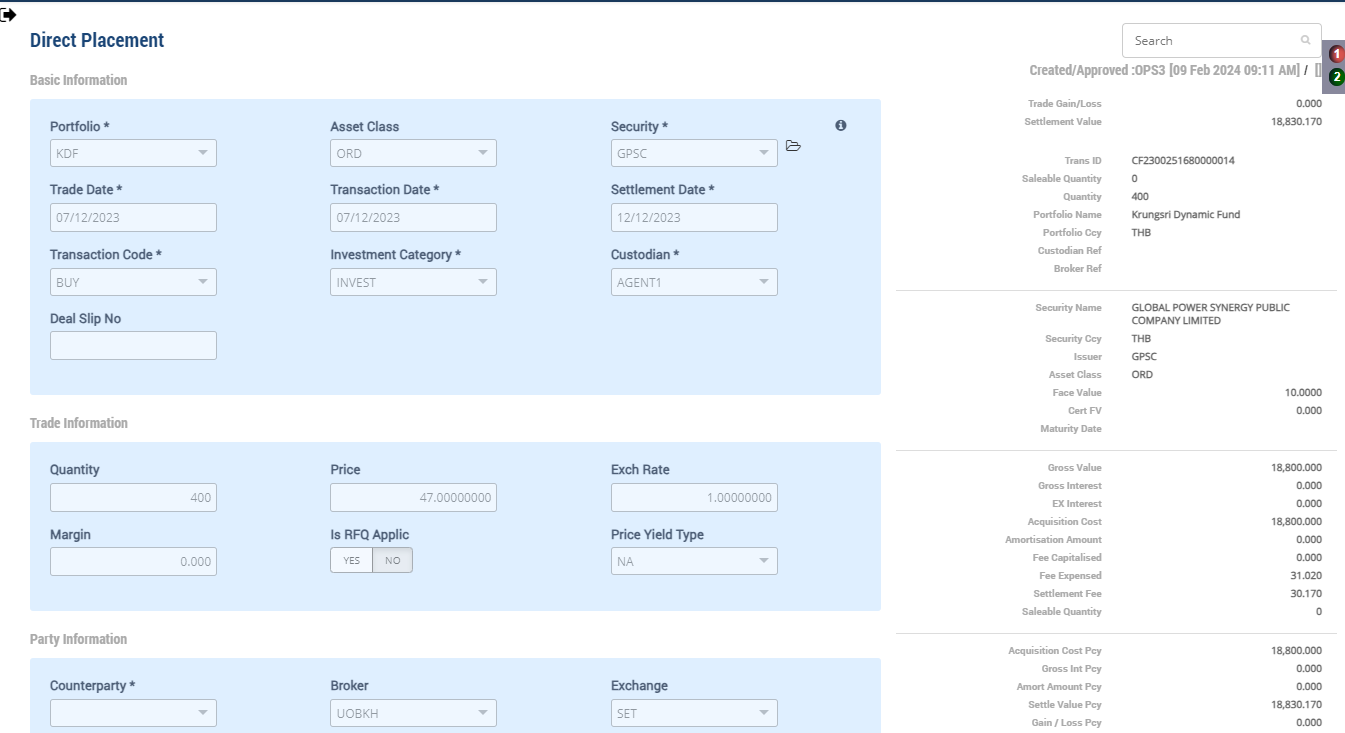 Direct Placement
Search
1
2
Created/Approved :OPS3 [09 Feb 2024 09:11 AM] / []
Basic Information
Portfolio *
Asset Class
Security *
KDF
ORD
GPSC
Trade Date *
Transaction Date *
Settlement Date *
07/12/2023
07/12/2023
12/12/2023
Transaction Code *
Investment Category *
Custodian *
BUY
INVEST
AGENT1
Deal Slip No
Trade Information
Quantity
Price
Exch Rate
400
47.00000000
1.00000000
Margin
Is RFQ Applic
Price Yield Type
0.000
YES NO
NA
Party Information
Counterparty *
Broker
Exchange
UOBKH
SET
Trade Gain/Loss 0.000
Settlement Value 18,830.170
Trans ID CF2300251680000014
Saleable Quantity 0
Quantity 400
Portfolio Name Krungsri Dynamic Fund
Portfolio Ccy THB
Custodian Ref
Broker Ref
Security Name GLOBAL POWER SYNERGY PUBLIC
COMPANY LIMITED
Security Ccy THB
Issuer GPSC
Asset Class ORD
Face Value 10.0000
Cert FV 0.000
Maturity Date
Gross Value 18,800.000
Gross Interest 0.000
EX Interest 0.000
Acquisition Cost 18,800.000
Amortisation Amount 0.000
Fee Capitalised 0.000
Fee Expensed 31.020
Settlement Fee 30.170
Saleable Quantity 0
Acquisition Cost Pcy 18,800.000
Gross Int Pcy 0.000
Amort Amount Pcy 0.000
Settle Value Pcy 18,830.170
Gain / Loss Pcy 0.000